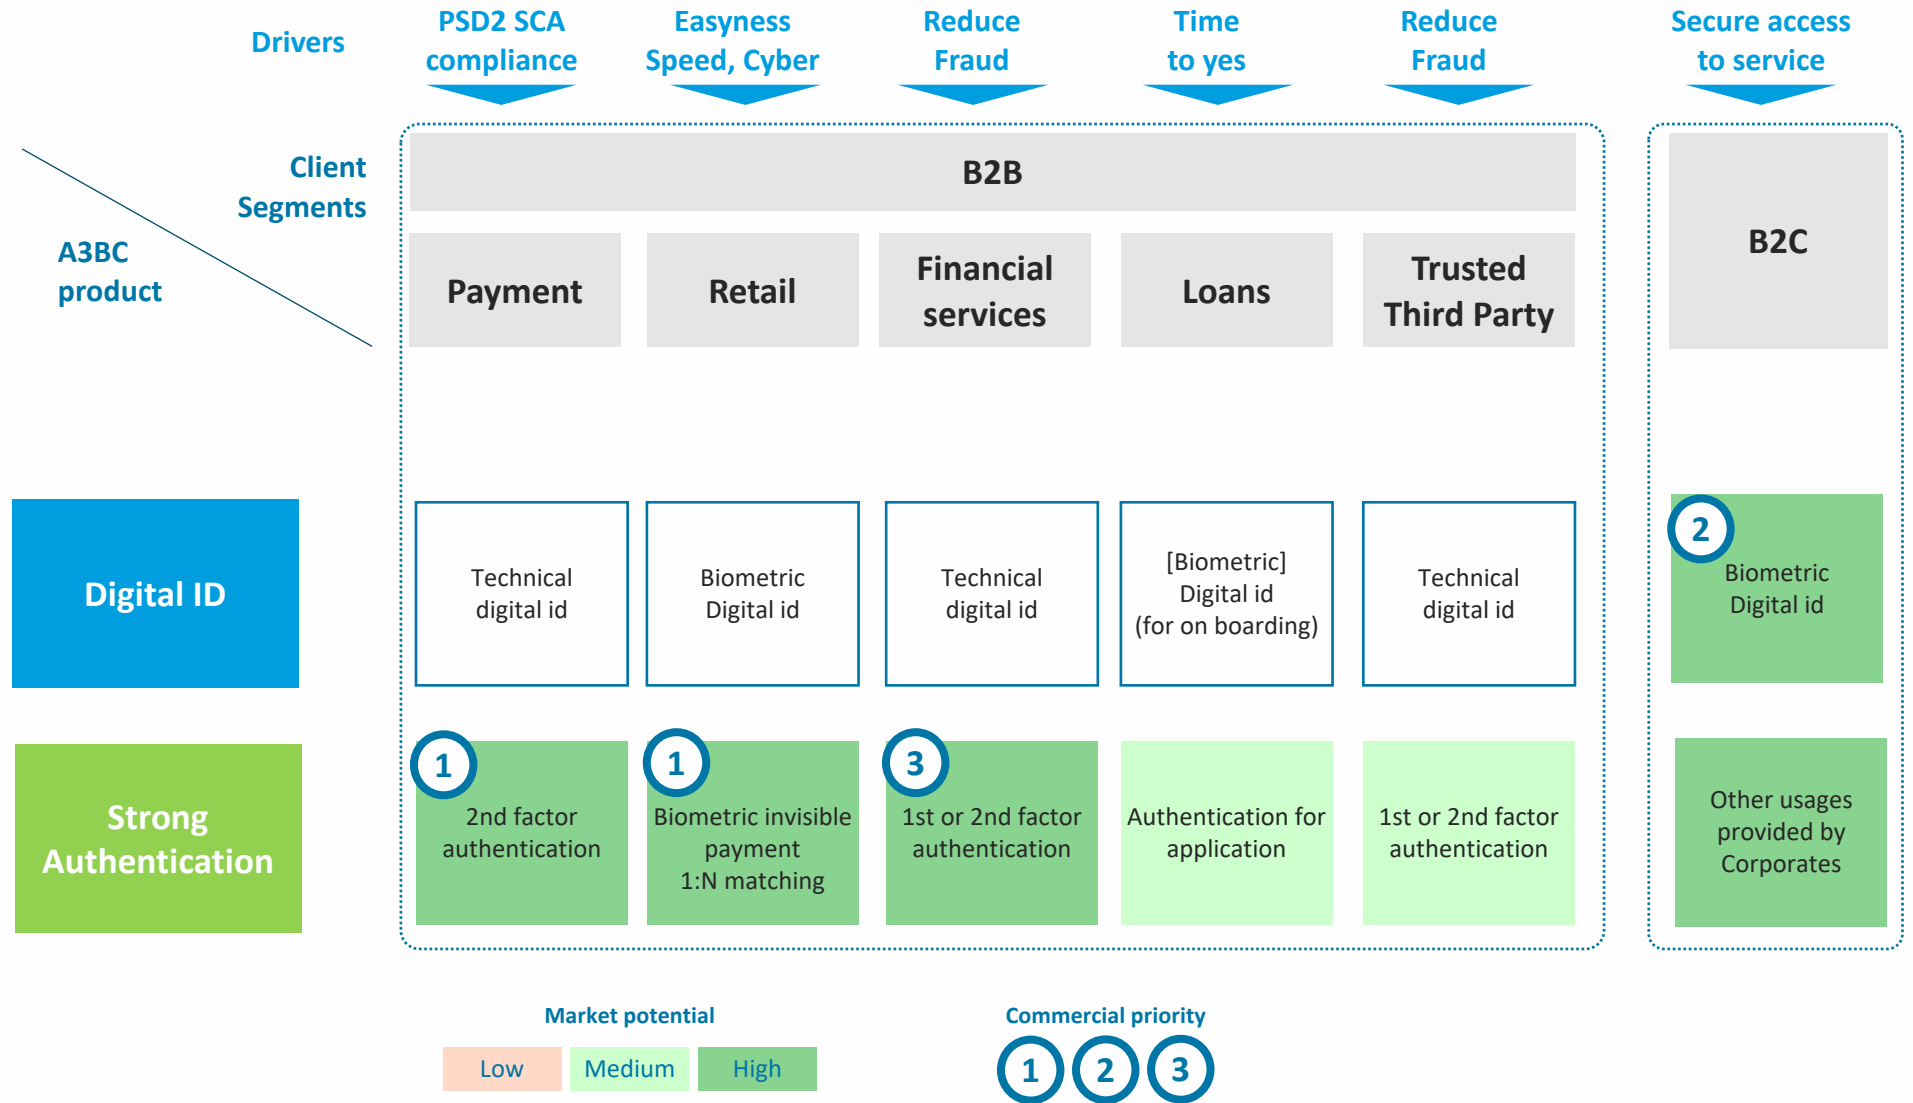 Drivers
PSD2 SCA
compliance
Easyness
Speed, Cyber
Reduce
Fraud
Time
to yes
Reduce
Fraud
Secure access
to service
Client
Segments
A3BC
product
B2B
B2C
Payment
Retail
Financial
services
Loans
Trusted
Third Party
Digital ID
Technical
digital id
Biometric
Digital id
Technical
digital id
[Biometric]
Digital id
(for on boarding)
Technical
digital id
2
Biometric
Digital id
Strong
Authentication
1
2nd factor
authentication
1
Biometric invisible
payment
1:N matching
3
1st or 2nd factor
authentication
Authentication for
application
1st or 2nd factor
authentication
Other usages
provided by
Corporates
Market potential
Low
Medium
High
Commercial priority
1
2
3